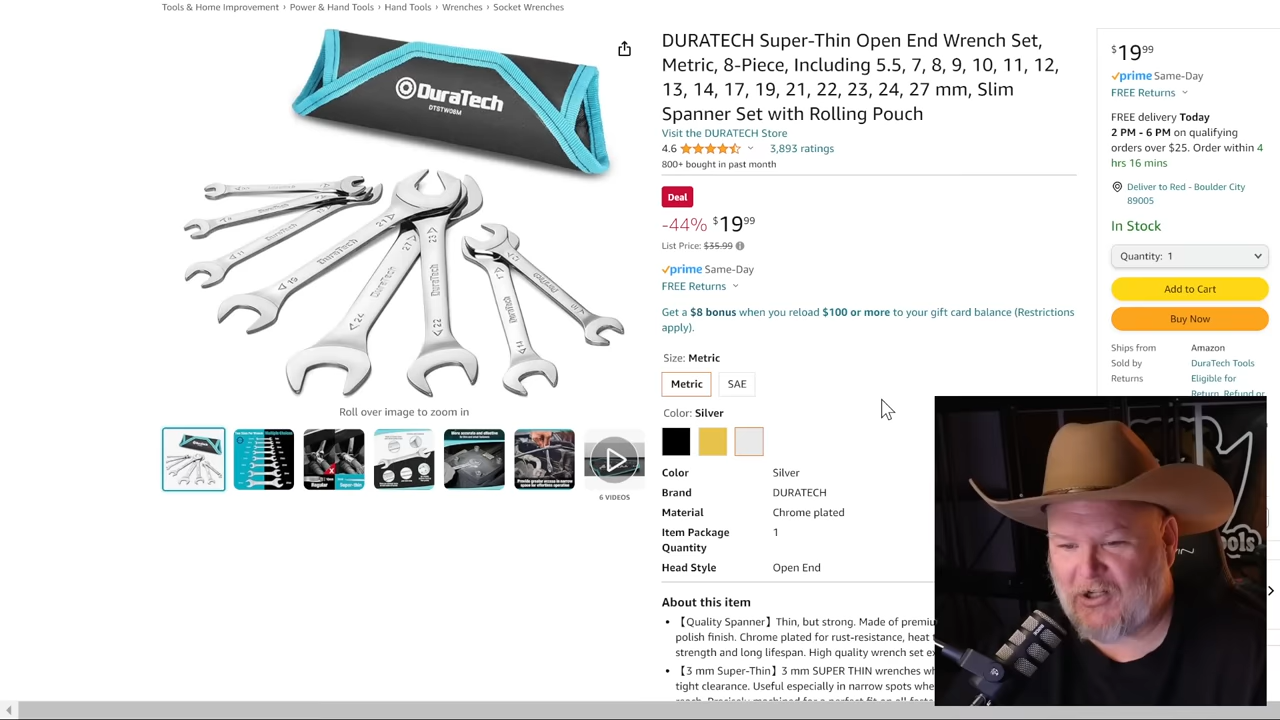 Tools & Home Improvement › Power & Hand Tools › Hand Tools › Wrenches › Socket Wrenches
DURATECH
DTSTW08M
Roll over image to zoom in
6 VIDEOS
DURATECH Super-Thin Open End Wrench Set,
Metric, 8-Piece, Including 5.5, 7, 8, 9, 10, 11, 12,
13, 14, 17, 19, 21, 22, 23, 24, 27 mm, Slim
Spanner Set with Rolling Pouch
Visit the DURATECH Store
4.6
3,893 ratings
800+ bought in past month
Deal
-44% $19.99
List Price: $35.99
prime Same-Day
FREE Returns
Get a $8 bonus when you reload $100 or more to your gift card balance (Restrictions
apply).
Size: Metric
Metric SAE
Color: Silver
Color Silver
Brand DURATECH
Material Chrome plated
Item Package
Quantity 1
Head Style Open End
About this item
• 【Quality Spanner】Thin, but strong. Made of premiu
polish finish. Chrome plated for rust-resistance, heat
strength and long lifespan. High quality wrench set
• 【3 mm Super-Thin】3 mm SUPER THIN wrenches
tight clearance. Useful especially in narrow spots
$19.99
prime Same-Day
FREE Returns
FREE delivery Today
2 PM - 6 PM on qualifying
orders over $25. Order within 4
hrs 16 mins
Deliver to Red - Boulder City
89005
In Stock
Quantity: 1
Add to Cart
Buy Now
Ships from Amazon
Sold by DuraTech Tools
Returns Eligible for
Return, Refund or
ools